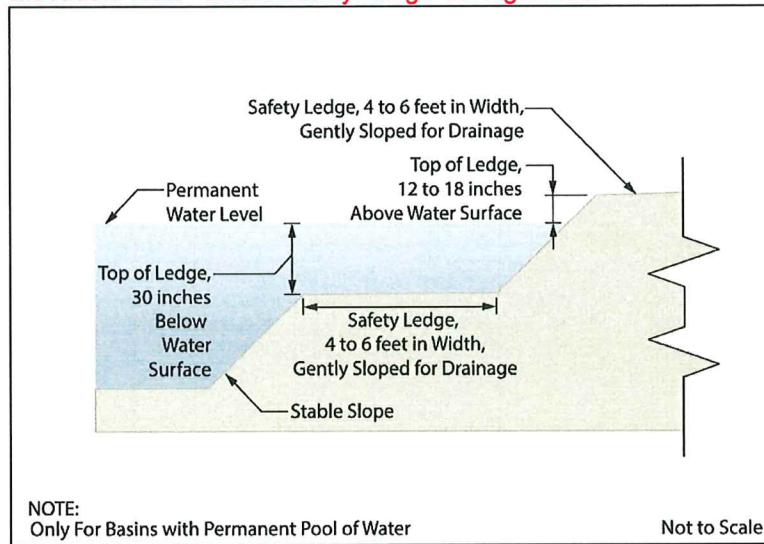 Safety Ledge, 4 to 6 feet in Width,
Gently Sloped for Drainage
Top of Ledge,
12 to 18 inches
Above Water Surface
Permanent
Water Level
Top of Ledge,
30 inches
Below
Water
Surface
Safety Ledge,
4 to 6 feet in Width,
Gently Sloped for Drainage
Stable Slope
NOTE:
Only For Basins with Permanent Pool of Water
Not to Scale